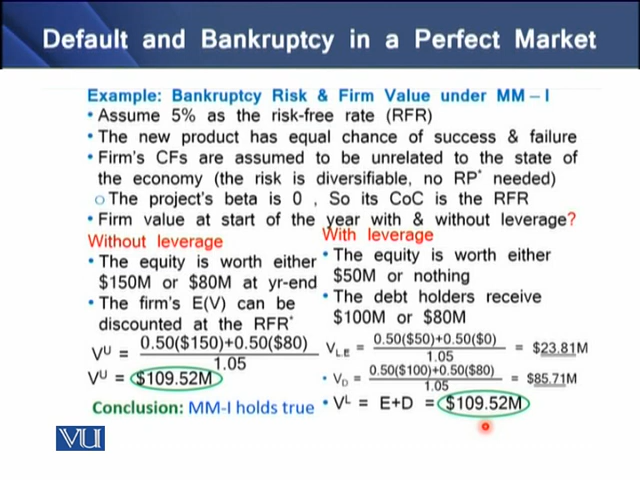 Default and Bankruptcy in a Perfect Market
Example: Bankruptcy Risk & Firm Value under MM – I
• Assume 5% as the risk-free rate (RFR)
• The new product has equal chance of success & failure
• Firm's CFs are assumed to be unrelated to the state of
the economy (the risk is diversifiable, no RP* needed)
o The project's beta is 0 , So its CoC is the RFR
• Firm value at start of the year with & without leverage?
Without leverage
• The equity is worth either
$150M or $80M at yr-end
• The firm's E(V) can be
discounted at the RFR*
V^U = 0.50($150)+0.50($80) / 1.05
V^U = $109.52M
Conclusion: MM-I holds true
With leverage
• The equity is worth either
$50M or nothing
• The debt holders receive
$100M or $80M
V_LE = 0.50($50)+0.50($0) / 1.05 = $23.81M
• V_D = 0.50($100)+0.50($80) / 1.05 = $85.71M
• V^L = E+D = $109.52M
VU